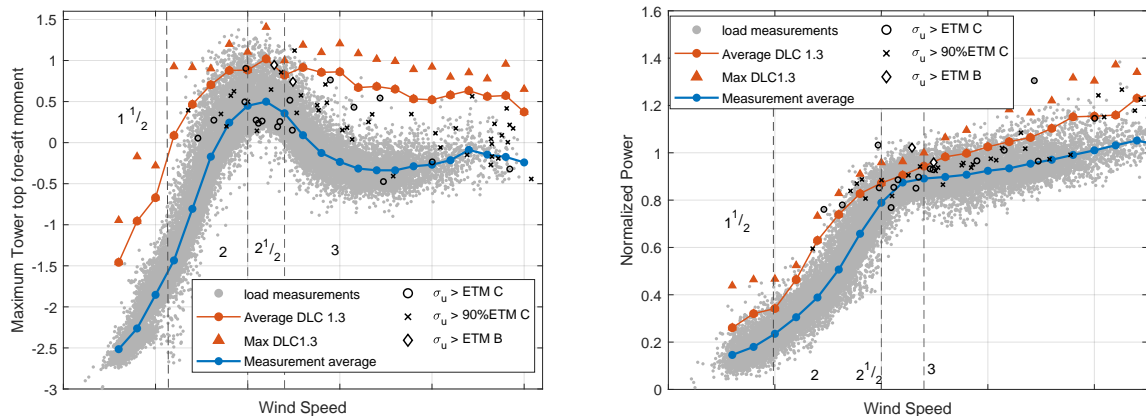 1.5
1
0.5
0
-0.5
-1
-1.5
-2
-2.5
-3
Maximum Tower top fore-aft moment
Wind Speed
1 1/2
2
2 1/2
3
load measurements
Average DLC 1.3
Max DLC1.3
Measurement average
σu > ETM C
σu > 90%ETM C
σu > ETM B
1.6
1.4
1.2
1
0.8
0.6
0.4
0.2
0
Normalized Power
Wind Speed
load measurements
Average DLC 1.3
Max DLC1.3
Measurement average
σu > ETM C
σu > 90%ETM C
σu > ETM B
1 1/2
2
2 1/2
3